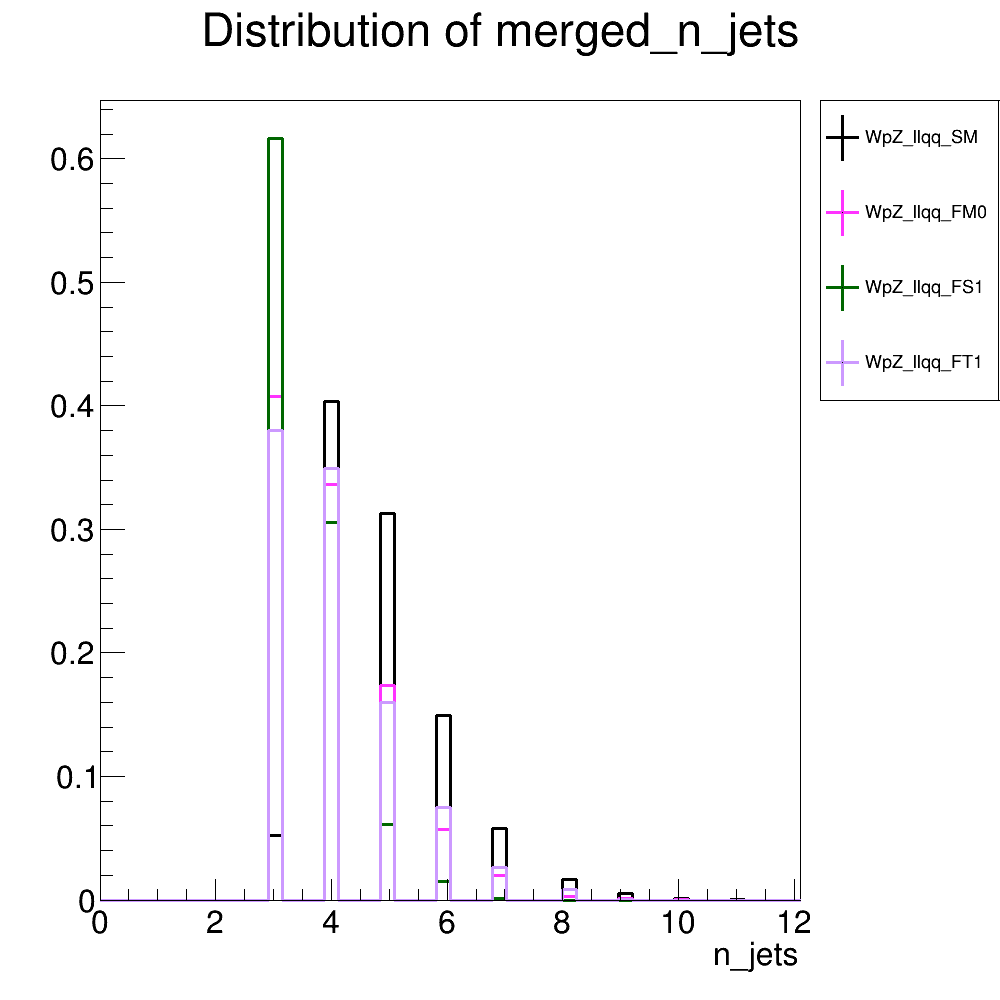 Distribution of merged_n_jets
WpZ_llqq_SM
WpZ_llqq_FM0
WpZ_llqq_FS1
WpZ_llqq_FT1
0.6
0.5
0.4
0.3
0.2
0.1
0
0 2 4 6 8 10 12
n_jets